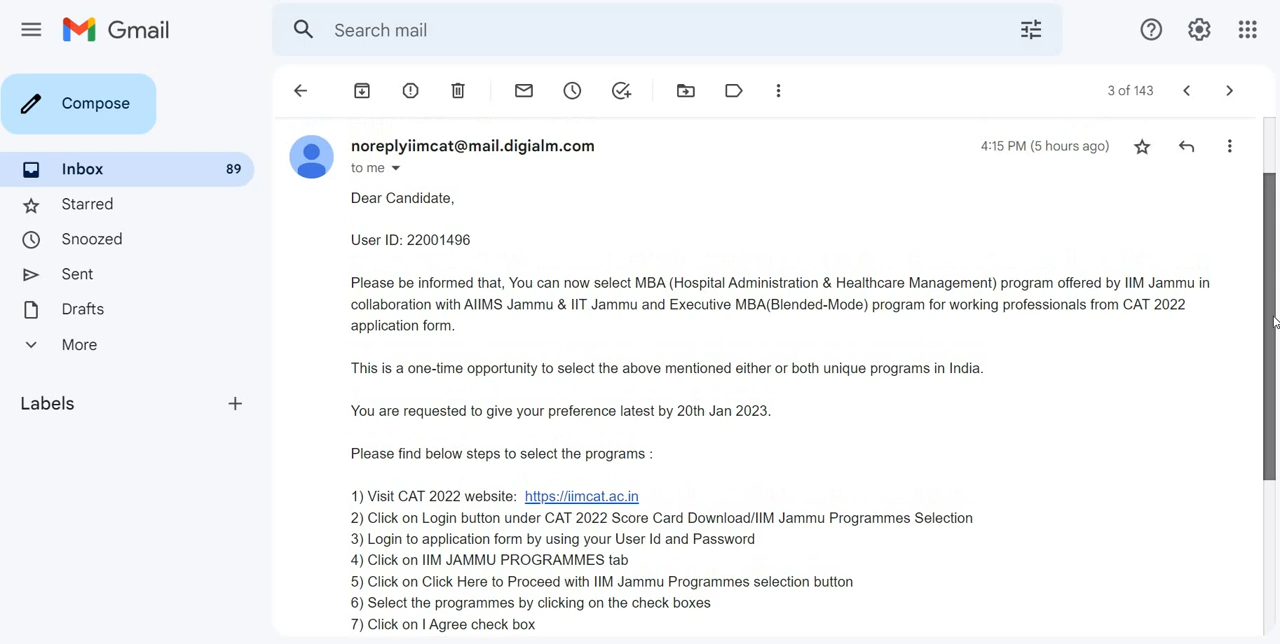 Gmail
Search mail
Compose
3 of 143
Inbox 89
Starred
Snoozed
Sent
Drafts
More
Labels
noreplyiimcat@mail.digialm.com
4:15 PM (5 hours ago)
to me
Dear Candidate,
User ID: 22001496
Please be informed that, You can now select MBA (Hospital Administration & Healthcare Management) program offered by IIM Jammu in
collaboration with AIIMS Jammu & IIT Jammu and Executive MBA(Blended-Mode) program for working professionals from CAT 2022
application form.
This is a one-time opportunity to select the above mentioned either or both unique programs in India.
You are requested to give your preference latest by 20th Jan 2023.
Please find below steps to select the programs :
1) Visit CAT 2022 website: https://iimcat.ac.in
2) Click on Login button under CAT 2022 Score Card Download/IIM Jammu Programmes Selection
3) Login to application form by using your User Id and Password
4) Click on IIM JAMMU PROGRAMMES tab
5) Click on Click Here to Proceed with IIM Jammu Programmes selection button
6) Select the programmes by clicking on the check boxes
7) Click on I Agree check box